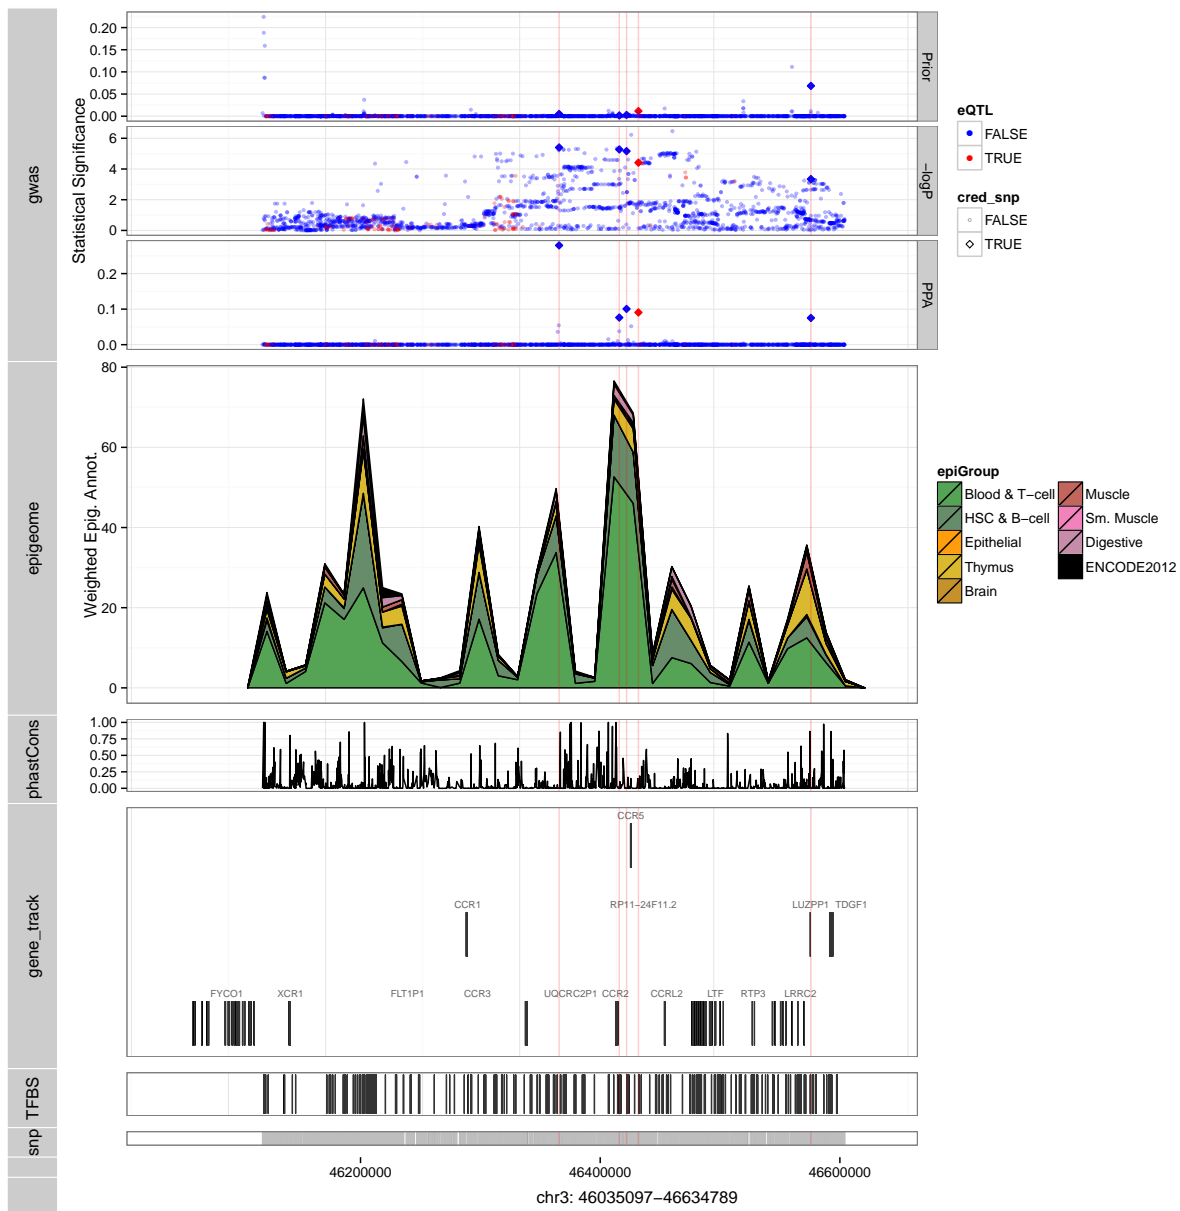 gwas
Statistical Significance
0.20
0.15
0.10
0.05
0.00
Prior
6
4
2
0
−logP
0.2
0.1
0.0
PPA
eQTL
FALSE
TRUE
cred_snp
FALSE
TRUE
epigeome
Weighted Epig. Annot.
80
60
40
20
0
epiGroup
Blood & T−cell
HSC & B−cell
Epithelial
Thymus
Brain
Muscle
Sm. Muscle
Digestive
ENCODE2012
phastCons
1.00
0.75
0.50
0.25
0.00
gene_track
CCR5
CCR1
RP11−24F11.2
LUZPP1
TDGF1
FYCO1
XCR1
FLT1P1
CCR3
UQCRC2P1
CCR2
CCRL2
LTF
RTP3
LRRC2
TFBS
snp
46200000
46400000
46600000
chr3: 46035097−46634789